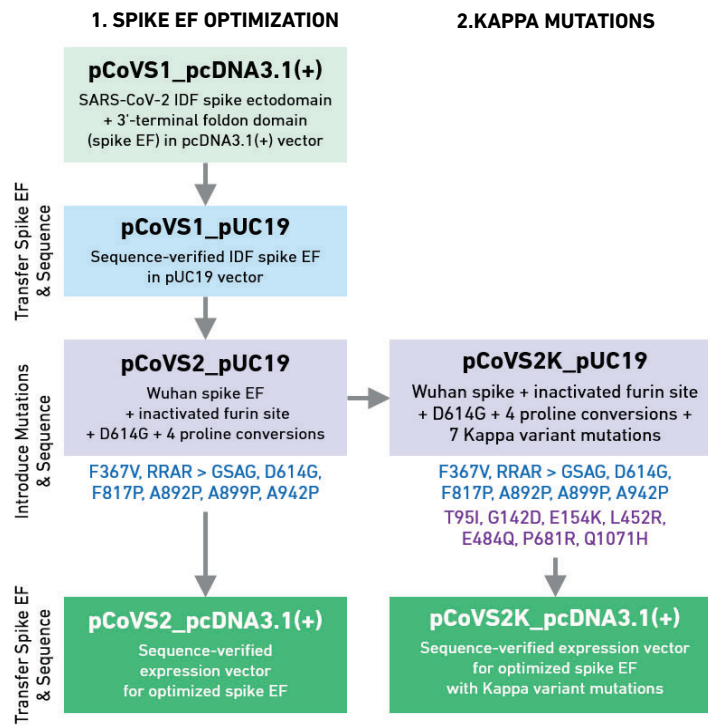 1. SPIKE EF OPTIMIZATION
2.KAPPA MUTATIONS
pCoVS1_pcDNA3.1(+)
SARS-CoV-2 IDF spike ectodomain
+ 3'-terminal foldon domain
(spike EF) in pcDNA3.1(+) vector
Transfer Spike EF
& Sequence
pCoVS1_pUC19
Sequence-verified IDF spike EF
in pUC19 vector
Introduce Mutations
& Sequence
pCoVS2_pUC19
Wuhan spike EF
+ inactivated furin site
+ D614G + 4 proline conversions
F367V, RRAR > GSAG, D614G,
F817P, A892P, A899P, A942P
pCoVS2K_pUC19
Wuhan spike + inactivated furin site
+ D614G + 4 proline conversions +
7 Kappa variant mutations
F367V, RRAR > GSAG, D614G,
F817P, A892P, A899P, A942P
T95I, G142D, E154K, L452R,
E484Q, P681R, Q1071H
Transfer Spike EF
& Sequence
pCoVS2_pcDNA3.1(+)
Sequence-verified
expression vector
for optimized spike EF
pCoVS2K_pcDNA3.1(+)
Sequence-verified expression vector
for optimized spike EF
with Kappa variant mutations